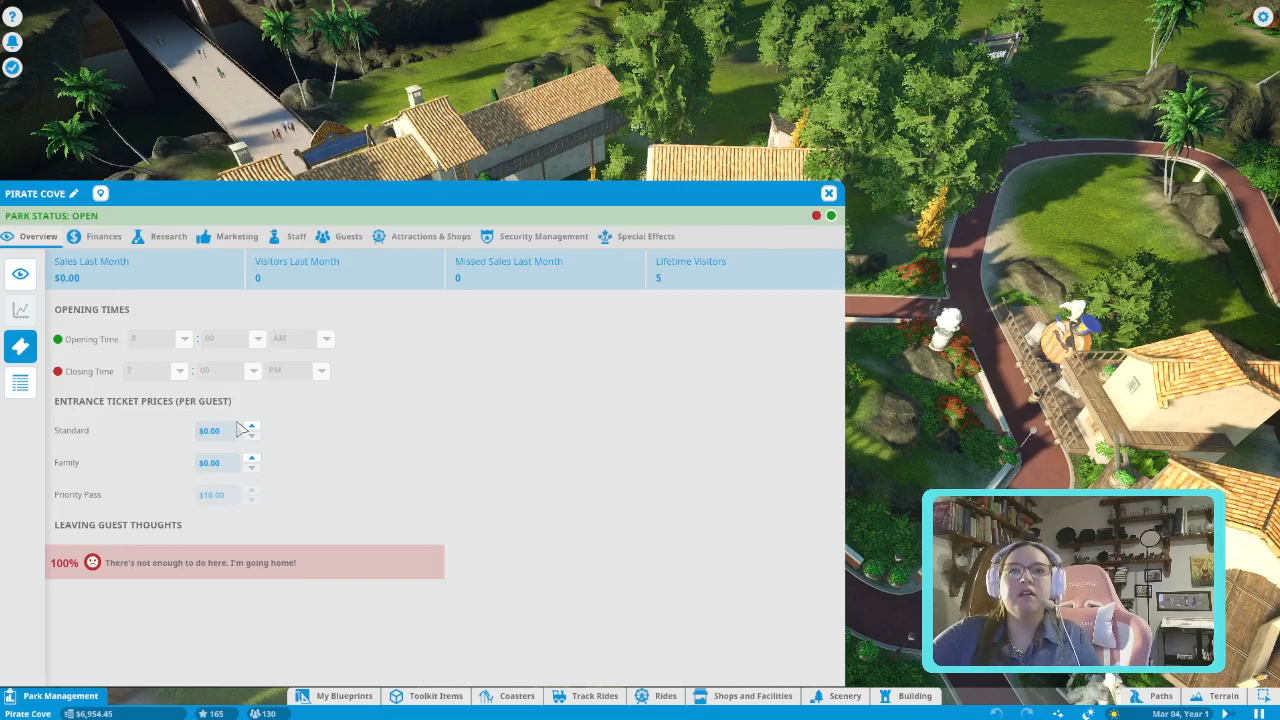 PIRATE COVE
PARK STATUS: OPEN
Overview Finances Research Marketing Staff Guests Attractions & Shops Security Management Special Effects
Sales Last Month Visitors Last Month Missed Sales Last Month Lifetime Visitors
$0.00 0 0 5
OPENING TIMES
Opening Time 8 : 00 AM
Closing Time 7 : 00 PM
ENTRANCE TICKET PRICES (PER GUEST)
Standard $0.00
Family $0.00
Priority Pass $10.00
LEAVING GUEST THOUGHTS
100% There's not enough to do here. I'm going home!
Park Management My Blueprints Toolkit Items Coasters Track Rides Rides Shops and Facilities Scenery Building Paths Terrain
Pirate Cove $6,954.45 165 130 Mar 04, Year 1